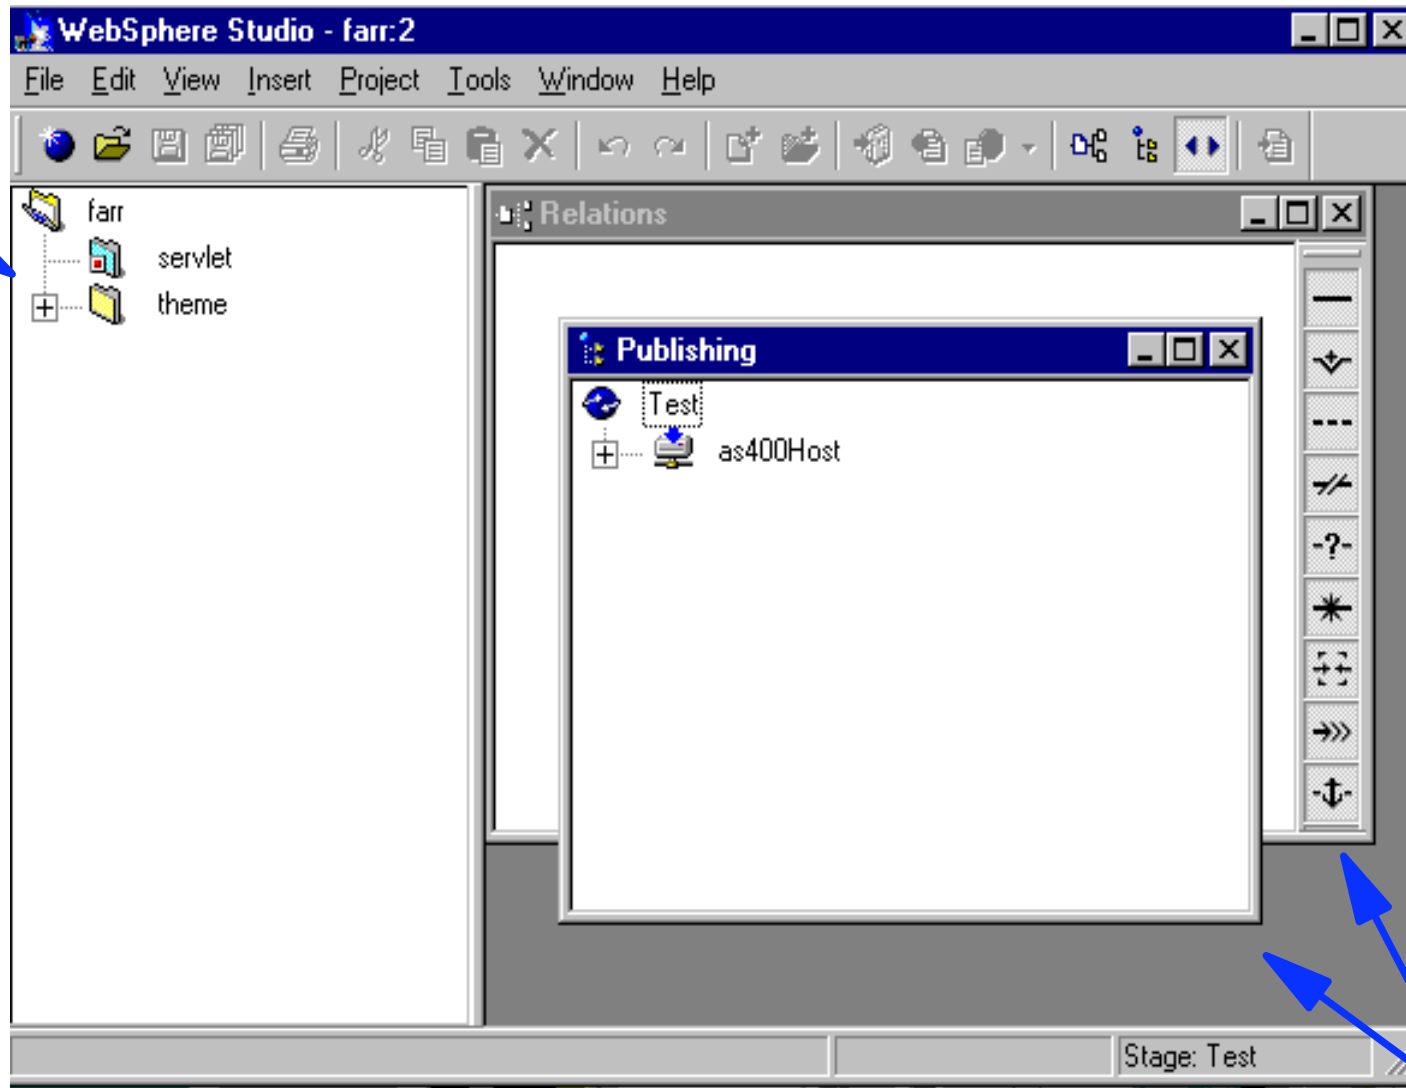 WebSphere Studio - farr:2
File Edit View Insert Project Tools Window Help
farr
servlet
theme
Relations
Publishing
Test
as400Host
-?-
Stage: Test